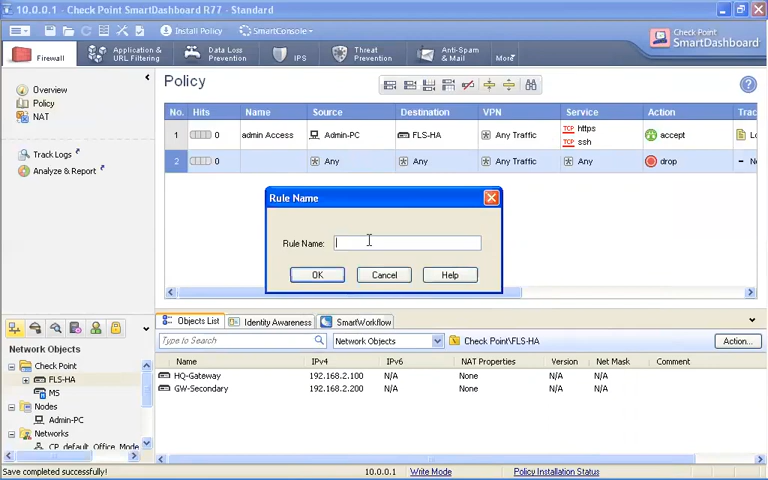 10.0.0.1 - Check Point SmartDashboard R77 - Standard
Install Policy
SmartConsole
Check Point
SmartDashboard
Firewall
Application &
URL Filtering
Data Loss
Prevention
IPS
Threat
Prevention
Anti-Spam
& Mail
More
Overview
Policy
NAT
Track Logs
Analyze & Report
Policy
No. Hits Name Source Destination VPN Service Action Trac
1 0 admin Access Admin-PC FLS-HA Any Traffic TCP https accept Lo
TCP ssh
2 0 Any Any Any Traffic Any drop
Rule Name
Rule Name:
OK Cancel Help
Objects List Identity Awareness SmartWorkflow
Type to Search Network Objects Check Point\FLS-HA Action...
Name IPv4 IPv6 NAT Properties Version Net Mask Comment
HQ-Gateway 192.168.2.100 N/A None N/A N/A
GW-Secondary 192.168.2.200 N/A None N/A N/A
Network Objects
Check Point
FLS-HA
MS
Nodes
Admin-PC
Networks
CP_default_Office_Mode
Save completed successfully! 10.0.0.1 Write Mode Policy Installation Status